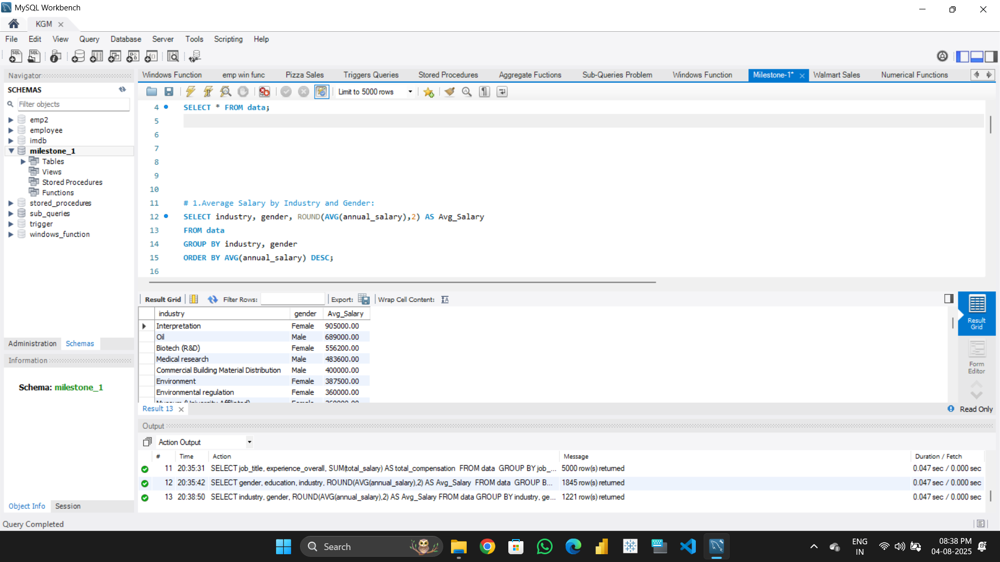 MySQL Workbench
KGM
File Edit View Query Database Server Tools Scripting Help
Navigator
SCHEMAS
Filter objects
emp2
employee
imdb
milestone_1
Tables
Views
Stored Procedures
Functions
stored_procedures
sub_queries
trigger
windows_function
Administration Schemas
Information
Schema: milestone_1
Object Info Session
Query Completed
Windows Function emp win func Pizza Sales Triggers Queries Stored Procedures Aggregate Fuctions Sub-Queries Problem Windows Function Milestone-1* Walmart Sales Numerical Functions
Limit to 5000 rows
4 SELECT * FROM data;
5
6
7
8
9
10
11 # 1.Average Salary by Industry and Gender:
12 SELECT industry, gender, ROUND(AVG(annual_salary),2) AS Avg_Salary
13 FROM data
14 GROUP BY industry, gender
15 ORDER BY AVG(annual_salary) DESC;
16
Result Grid Filter Rows: Export: Wrap Cell Content:
industry gender Avg_Salary
Interpretation Female 905000.00
Oil Male 689000.00
Biotech (R&D) Female 556200.00
Medical research Male 483600.00
Commercial Building Material Distribution Male 400000.00
Environment Female 387500.00
Environmental regulation Female 360000.00
Result Grid
Form Editor
Result 13
Read Only
Output
Action Output
# Time Action Message Duration / Fetch
11 20:35:31 SELECT job_title, experience_overall, SUM(total_salary) AS total_compensation FROM data GROUP BY job_... 5000 row(s) returned 0.047 sec / 0.000 sec
12 20:35:42 SELECT gender, education, industry, ROUND(AVG(annual_salary),2) AS Avg_Salary FROM data GROUP B... 1845 row(s) returned 0.047 sec / 0.000 sec
13 20:38:50 SELECT industry, gender, ROUND(AVG(annual_salary),2) AS Avg_Salary FROM data GROUP BY industry, ge... 1221 row(s) returned 0.047 sec / 0.000 sec
Search
ENG
IN
08:38 PM
04-08-2025